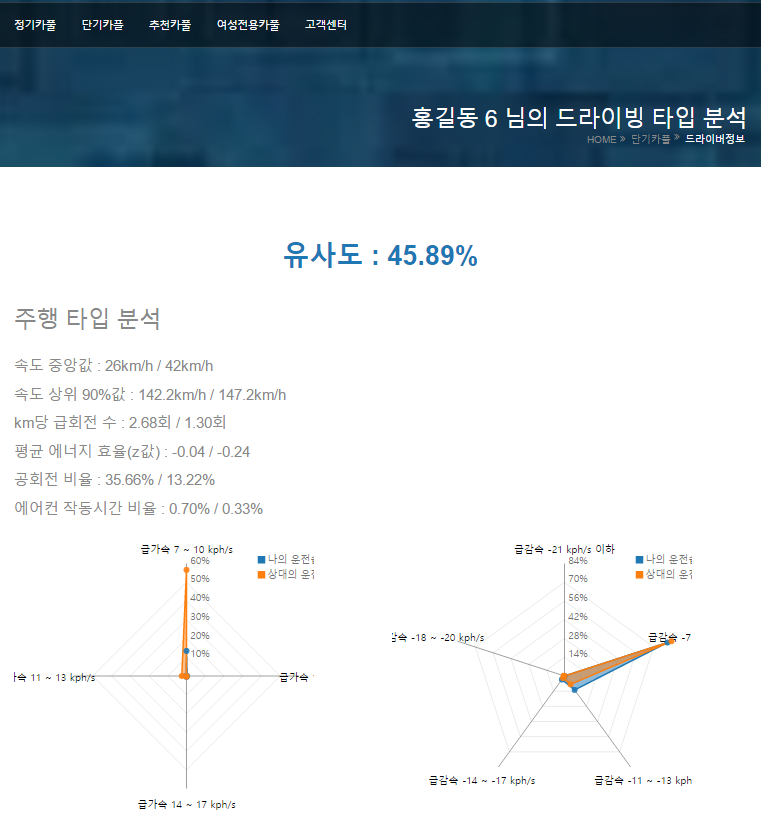 정기카풀 단기카풀 추천카풀 여성전용카풀 고객센터
홍길동 6 님의 드라이빙 타입 분석
HOME » 단기카풀 » 드라이버정보
유사도 : 45.89%
주행 타입 분석
속도 중앙값 : 26km/h / 42km/h
속도 상위 90%값 : 142.2km/h / 147.2km/h
km당 급회전 수 : 2.68회 / 1.30회
평균 에너지 효율(z값) : -0.04 / -0.24
공회전 비율 : 35.66% / 13.22%
에어컨 작동시간 비율 : 0.70% / 0.33%
급가속 7 ~ 10 kph/s
60%
50%
40%
30%
20%
10%
나의 운전
상대의 운전
속 11 ~ 13 kph/s
급가속
급가속 14 ~ 17 kph/s
급감속 -21 kph/s 이하
84%
70%
56%
42%
28%
14%
나의 운전
상대의 운전
감속 -18 ~ -20 kph/s
급감속 -7
급감속 -14 ~ -17 kph/s
급감속 -11 ~ -13 kph